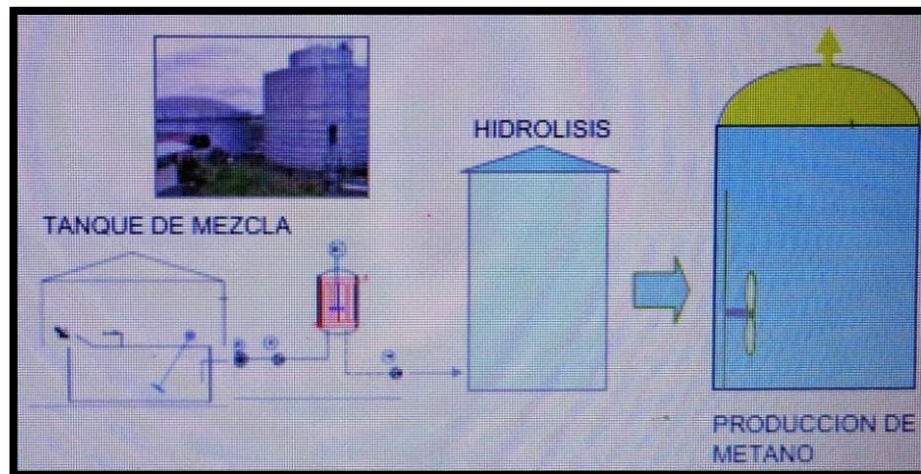 HIDROLISIS
TANQUE DE MEZCLA
PRODUCCION DE
METANO